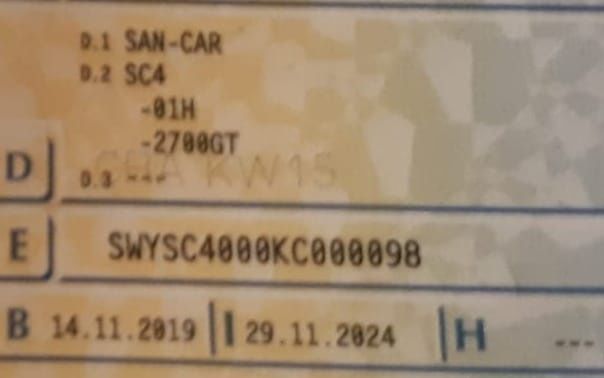 D.1 SAN-CAR
D.2 SC4
-01H
-2700GT
D D.3 ---
E SWYSC4000KC000098
B 14.11.2019 I 29.11.2024 H ---